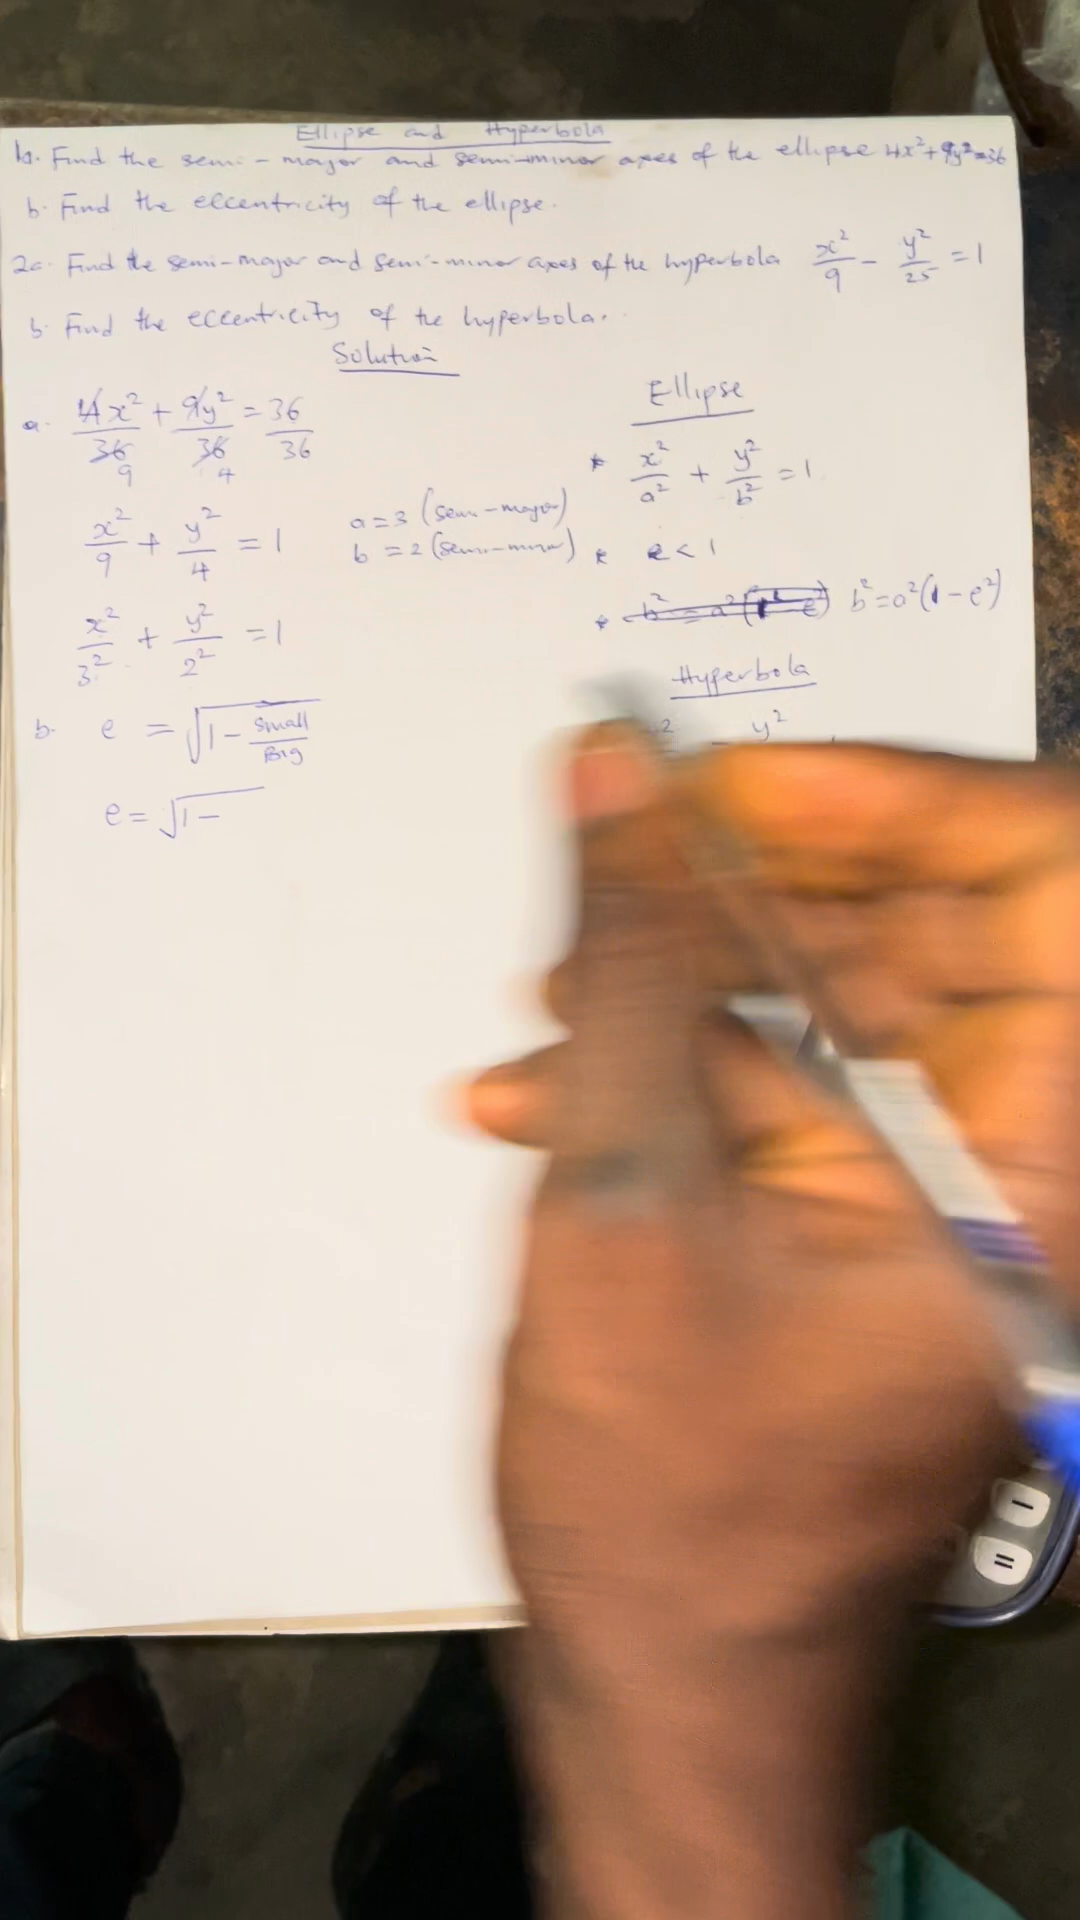 Ellipse and Hyperbola
1a. Find the semi-major and semi-minor axes of the ellipse 4x²+9y²=36
b. Find the eccentricity of the ellipse.
2a. Find the semi-major and semi-minor axes of the hyperbola x²/9 - y²/25 = 1
b. Find the eccentricity of the hyperbola.
Solution
a. 4x²/36 + 9y²/36 = 36/36
9 4
x²/9 + y²/4 = 1
a = 3 (semi-major)
b = 2 (semi-minor)
x²/3² + y²/2² = 1
b. e = √1 - Small/Big
e = √1 -
Ellipse
* x²/a² + y²/b² = 1
* e < 1
* b² = a²(1 - e²)
Hyperbola
2 - y²
=